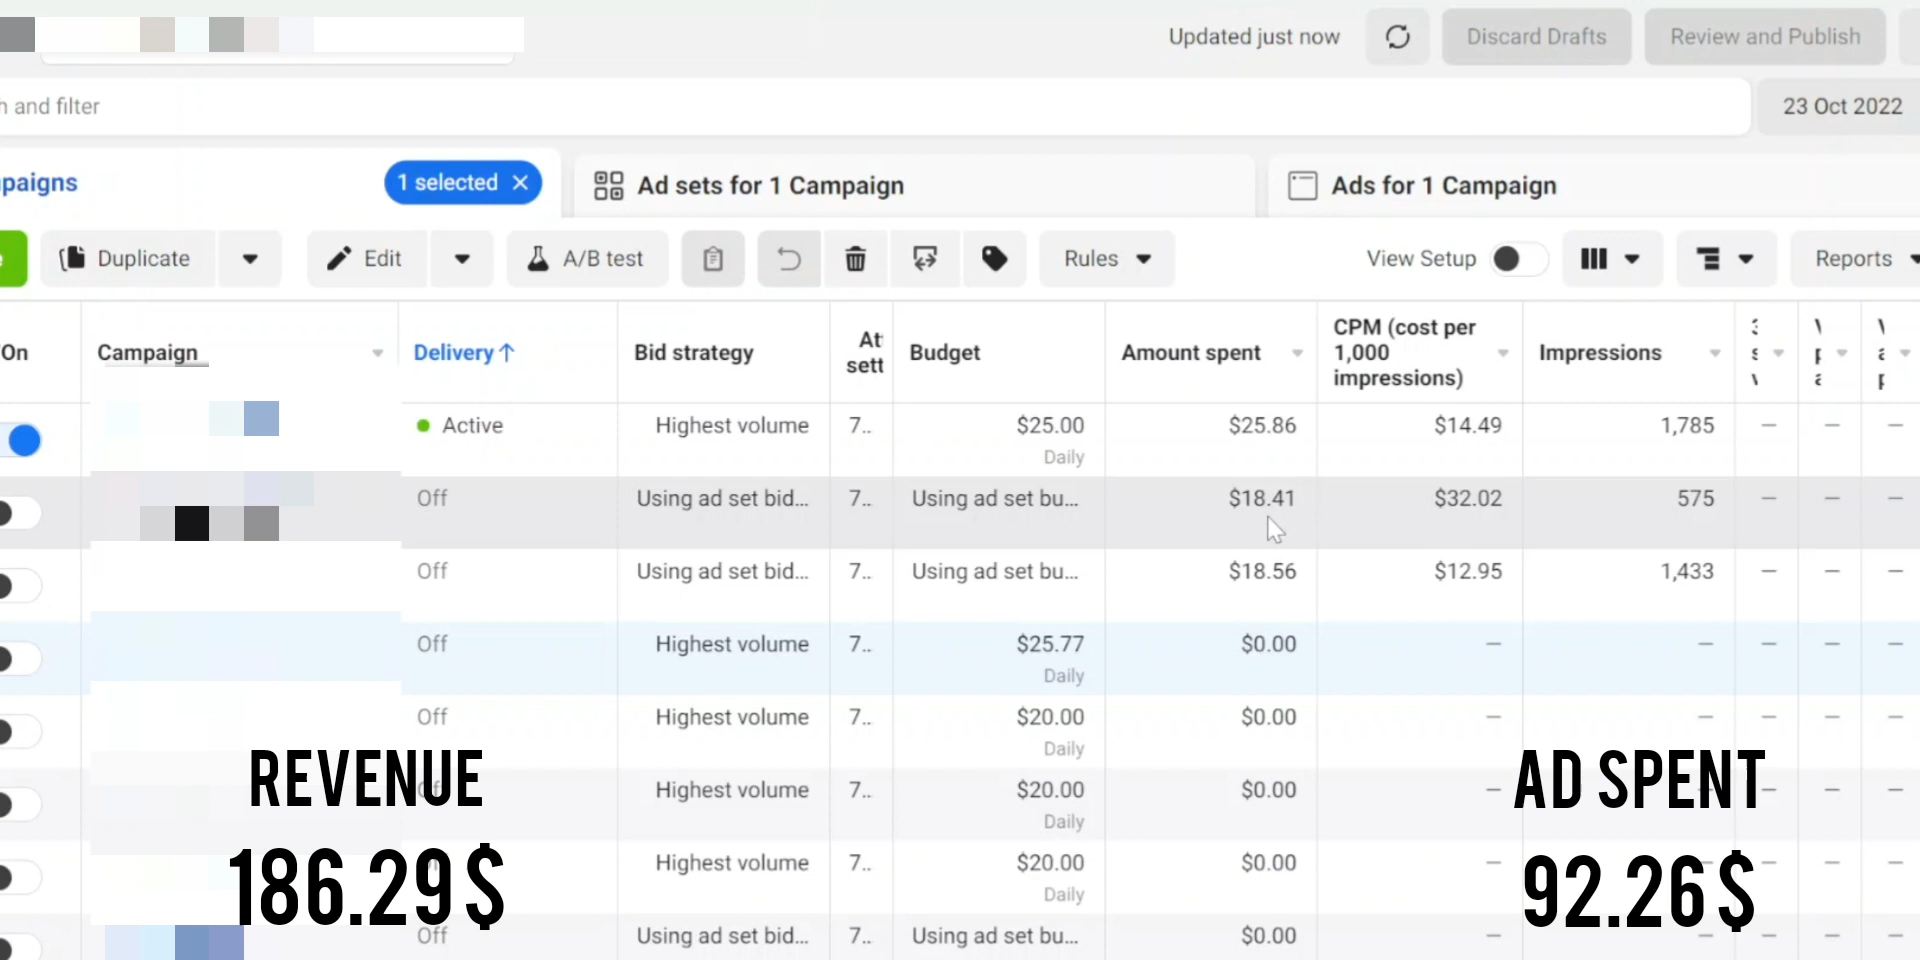 Updated just now
Discard Drafts
Review and Publish
h and filter
23 Oct 2022
paigns
1 selected
Ad sets for 1 Campaign
Ads for 1 Campaign
Duplicate
Edit
A/B test
Rules
View Setup
Reports
On Campaign Delivery↑ Bid strategy At sett Budget Amount spent CPM (cost per 1,000 impressions) Impressions
Active Highest volume 7.. $25.00 Daily $25.86 $14.49 1,785 — — —
Off Using ad set bid... 7.. Using ad set bu... $18.41 $32.02 575 — — —
Off Using ad set bid... 7.. Using ad set bu... $18.56 $12.95 1,433 — — —
Off Highest volume 7.. $25.77 Daily $0.00 — — — — —
Off Highest volume 7.. $20.00 Daily $0.00 — — — — —
Off Highest volume 7.. $20.00 Daily $0.00 — — — — —
Off Highest volume 7.. $20.00 Daily $0.00 — — — — —
Off Using ad set bid... 7.. Using ad set bu... $0.00 — — — — —
REVENUE
186.29$
AD SPENT
92.26$